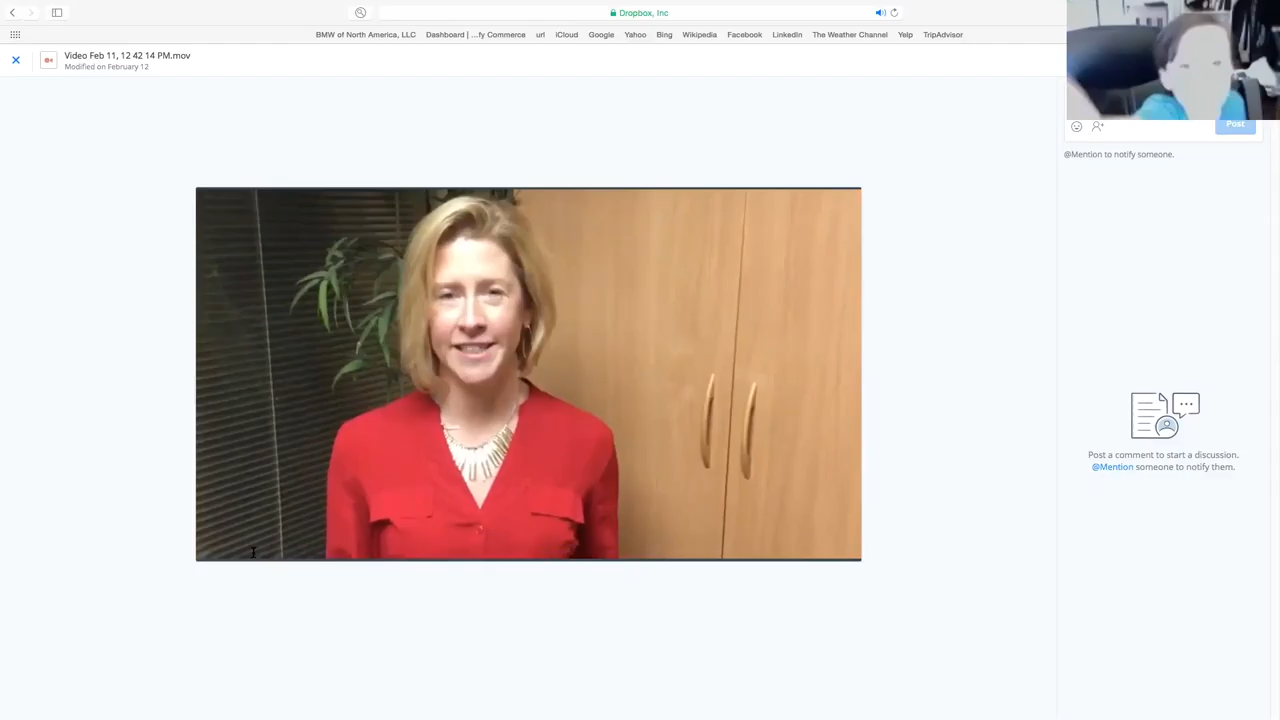 Dropbox, Inc
BMW of North America, LLC Dashboard | ...fy Commerce url iCloud Google Yahoo Bing Wikipedia Facebook LinkedIn The Weather Channel Yelp TripAdvisor
Video Feb 11, 12 42 14 PM.mov
Modified on February 12
Post
@Mention to notify someone.
Post a comment to start a discussion.
@Mention someone to notify them.